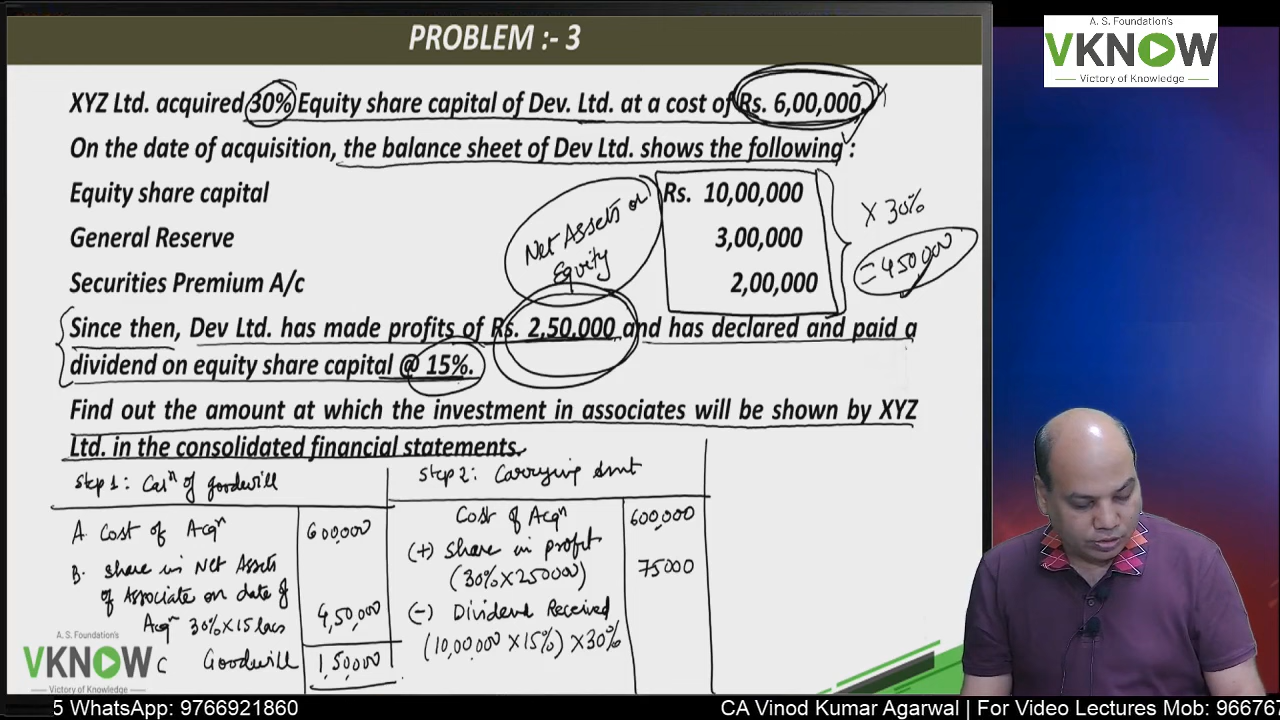 PROBLEM :- 3
A. S. Foundation's
VKNOW
Victory of Knowledge
XYZ Ltd. acquired 30% Equity share capital of Dev. Ltd. at a cost of Rs. 6,00,000.
On the date of acquisition, the balance sheet of Dev Ltd. shows the following :
Equity share capital Rs. 10,00,000
General Reserve 3,00,000
Securities Premium A/c 2,00,000
Net Assets or
Equity
X 30%
= 450000
Since then, Dev Ltd. has made profits of Rs. 2,50,000 and has declared and paid a
dividend on equity share capital @ 15%.
Find out the amount at which the investment in associates will be shown by XYZ
Ltd. in the consolidated financial statements.
Step 1: Caln of goodwill
A. Cost of Acqn 600,000
B. Share in Net Assets
of Associate on date of
Acqn 30% X 15 lacs 4,50,000
C Goodwill 1,50,000
Step 2: Carrying Amt
Cost of Acqn 600,000
(+) Share in profit
(30% X 250000) 75000
(-) Dividend Received
(10,00,000 X 15%) X 30%
A. S. Foundation's
VKNOW
Victory of Knowledge
5 WhatsApp: 9766921860
CA Vinod Kumar Agarwal | For Video Lectures Mob: 966767